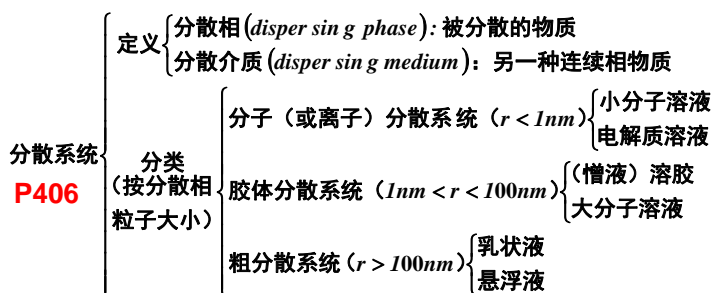 定义
分散相(disper sin g phase): 被分散的物质
分散介质(disper sin g medium): 另一种连续相物质
分散系统
P406
分类
(按分散相
粒子大小)
分子（或离子）分散系统（r < 1nm）
小分子溶液
电解质溶液
胶体分散系统（1nm < r < 100nm）
(憎液）溶胶
大分子溶液
粗分散系统（r > 100nm）
乳状液
悬浮液